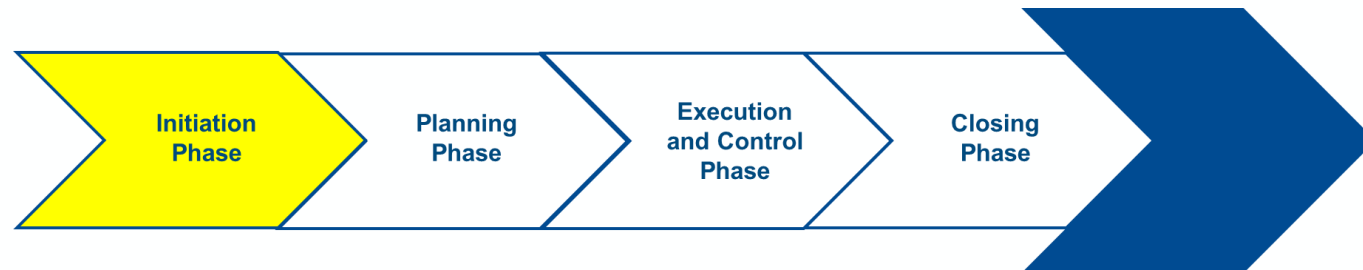 Initiation
Phase
Planning
Phase
Execution
and Control
Phase
Closing
Phase